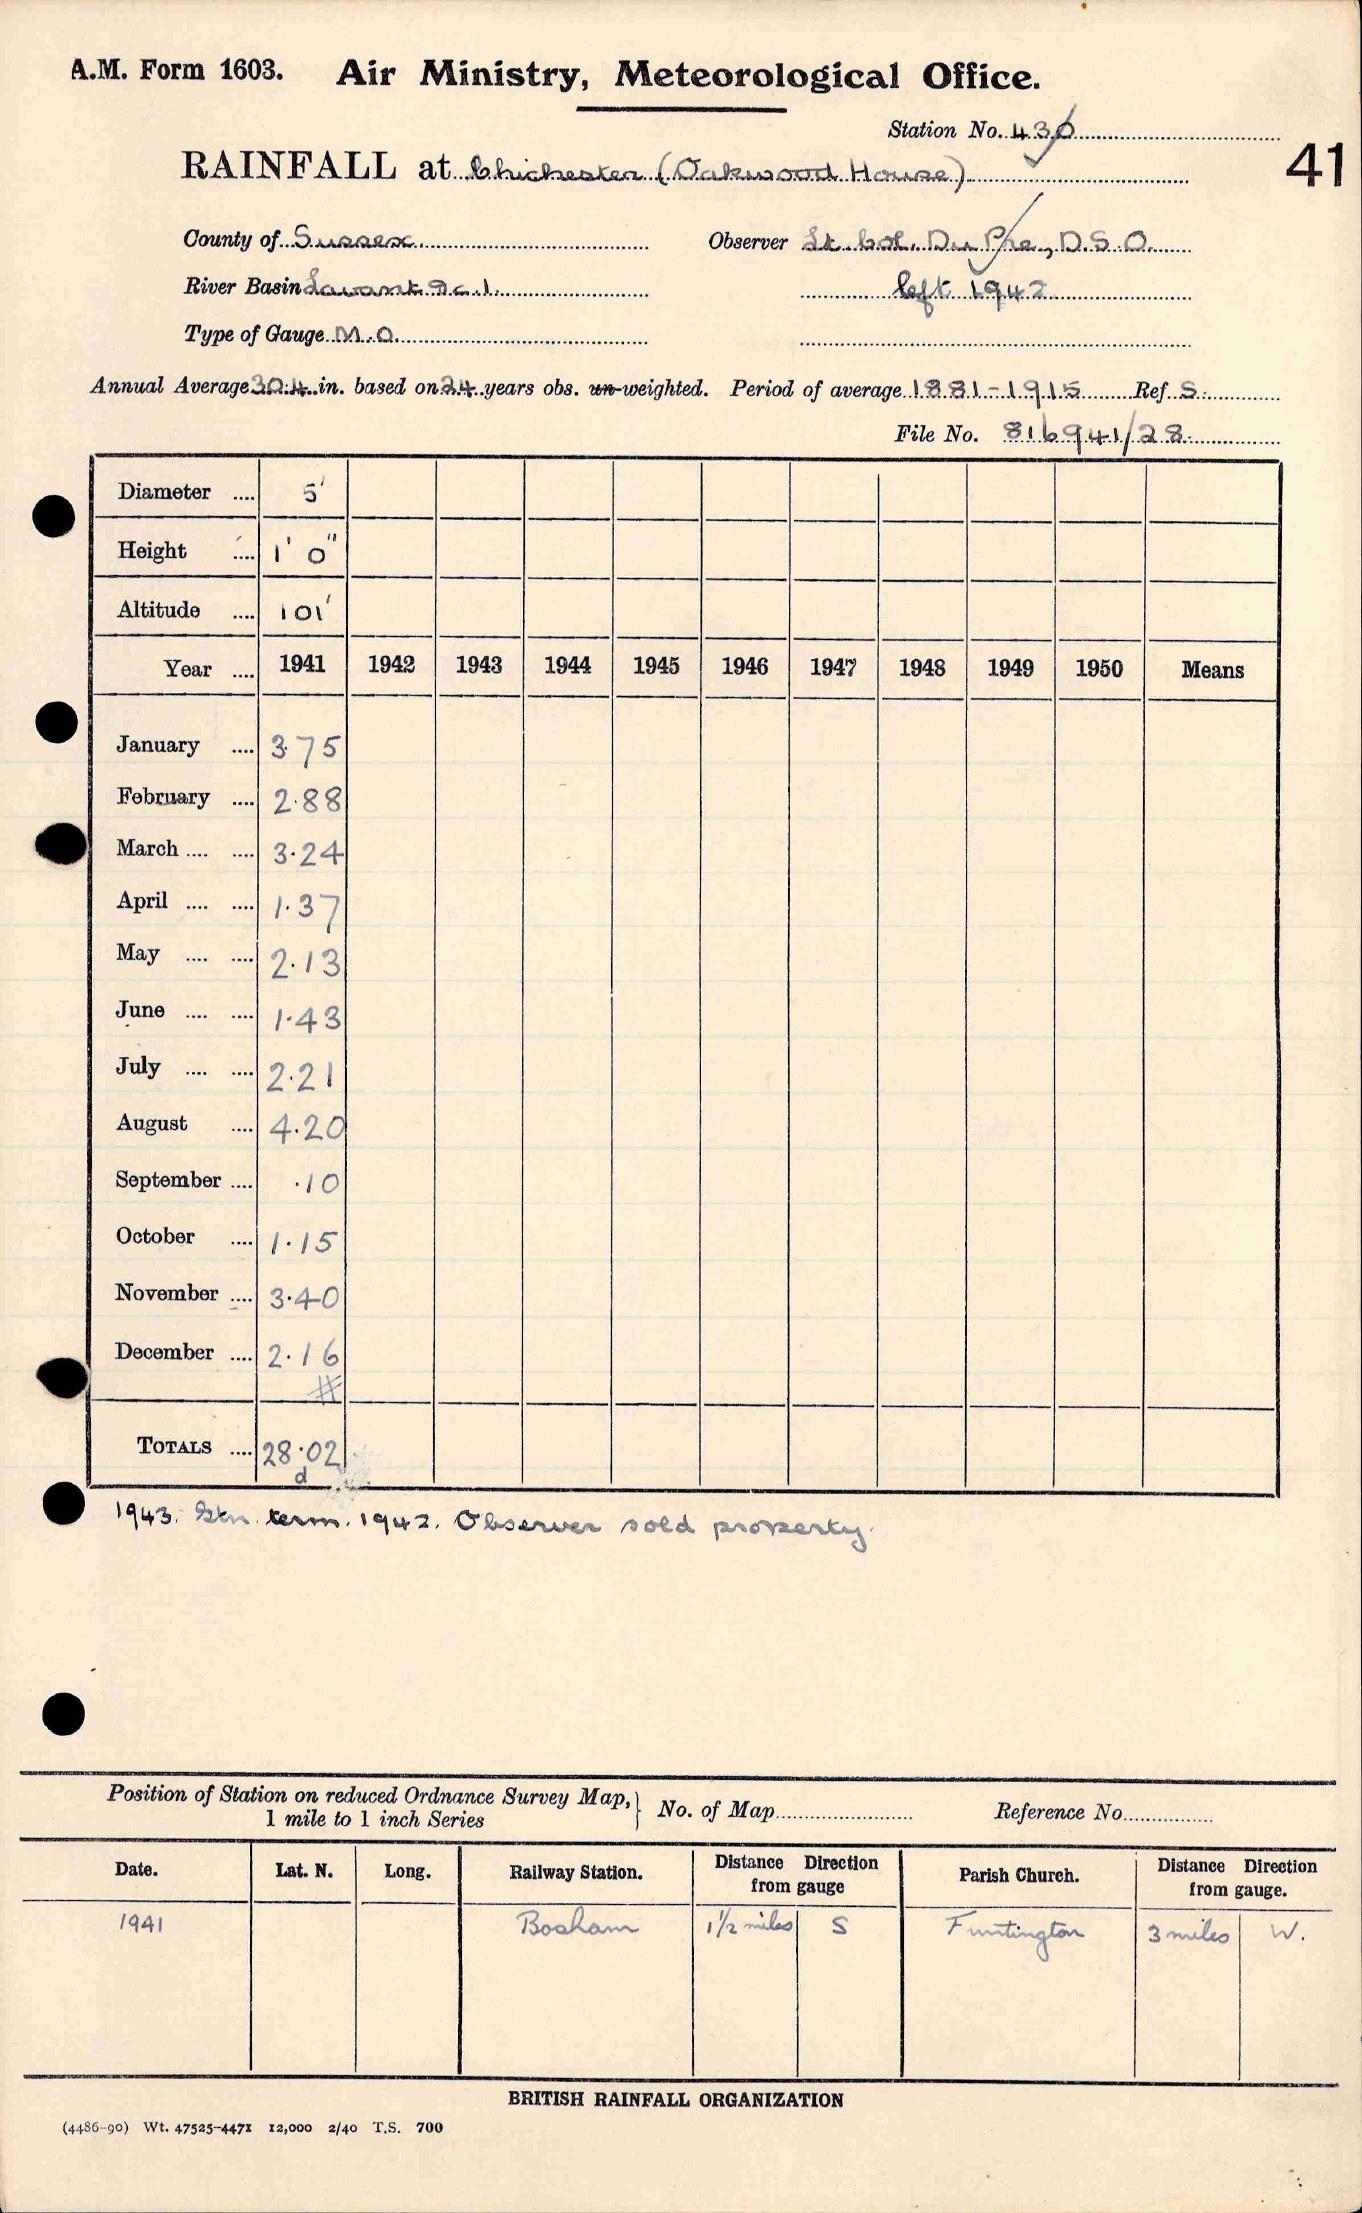 A.M. Form 1603. Air Ministry, Meteorological Office.
Station No. 430
41
RAINFALL at Chichester (Oakwood House)
County of Sussex Observer Lt. Col. Du Pre, D.S.O.
River Basin Lavant &c. 1. left 1942
Type of Gauge M.O.
Annual Average 30.4 in. based on 24 years obs. un-weighted. Period of average 1881-1915 Ref. S.
File No. 816941/28.
Diameter .... 5'
Height .... 1' 0"
Altitude .... 101'
Year .... 1941 1942 1943 1944 1945 1946 1947 1948 1949 1950 Means
January .... 3.75
February .... 2.88
March .... .... 3.24
April .... .... 1.37
May .... .... 2.13
June .... .... 1.43
July .... .... 2.21
August .... 4.20
September .... .10
October .... 1.15
November .... 3.40
December .... 2.16
#
TOTALS .... 28.02
d
1943. Stn. term. 1942. Observer sold property.
Position of Station on reduced Ordnance Survey Map, 1 mile to 1 inch Series } No. of Map Reference No.
Date. Lat. N. Long. Railway Station. Distance Direction from gauge Parish Church. Distance Direction from gauge.
1941 Bosham 1 1/2 miles S Funtington 3 miles W.
BRITISH RAINFALL ORGANIZATION
(4486-90) Wt. 47525-4471 12,000 2/40 T.S. 700